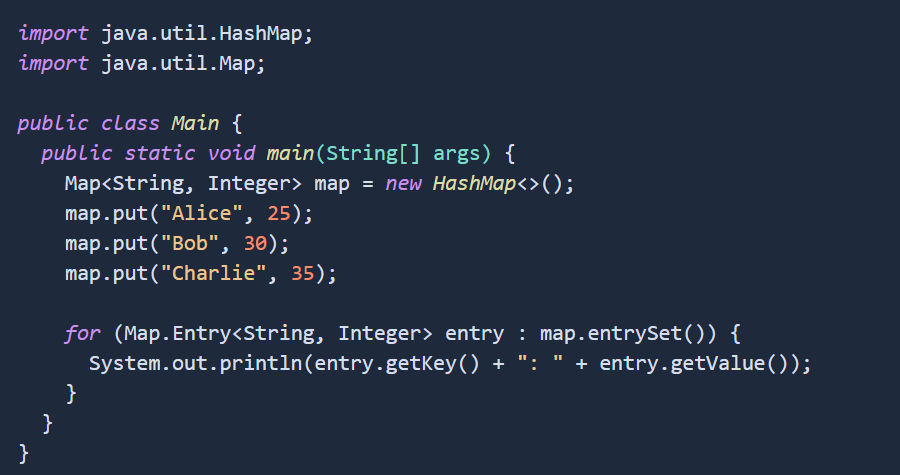 import java.util.HashMap;
import java.util.Map;

public class Main {
  public static void main(String[] args) {
    Map<String, Integer> map = new HashMap<>();
    map.put("Alice", 25);
    map.put("Bob", 30);
    map.put("Charlie", 35);

    for (Map.Entry<String, Integer> entry : map.entrySet()) {
      System.out.println(entry.getKey() + ": " + entry.getValue());
    }
  }
}